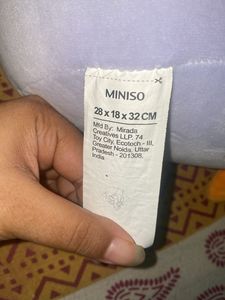 MINISO
28 x 18 x 32 CM
Mfd By: Mirada
Creatives LLP. 74
Toy City, Ecotech - III,
Greater Noida, Uttar
Pradesh - 201308,
India